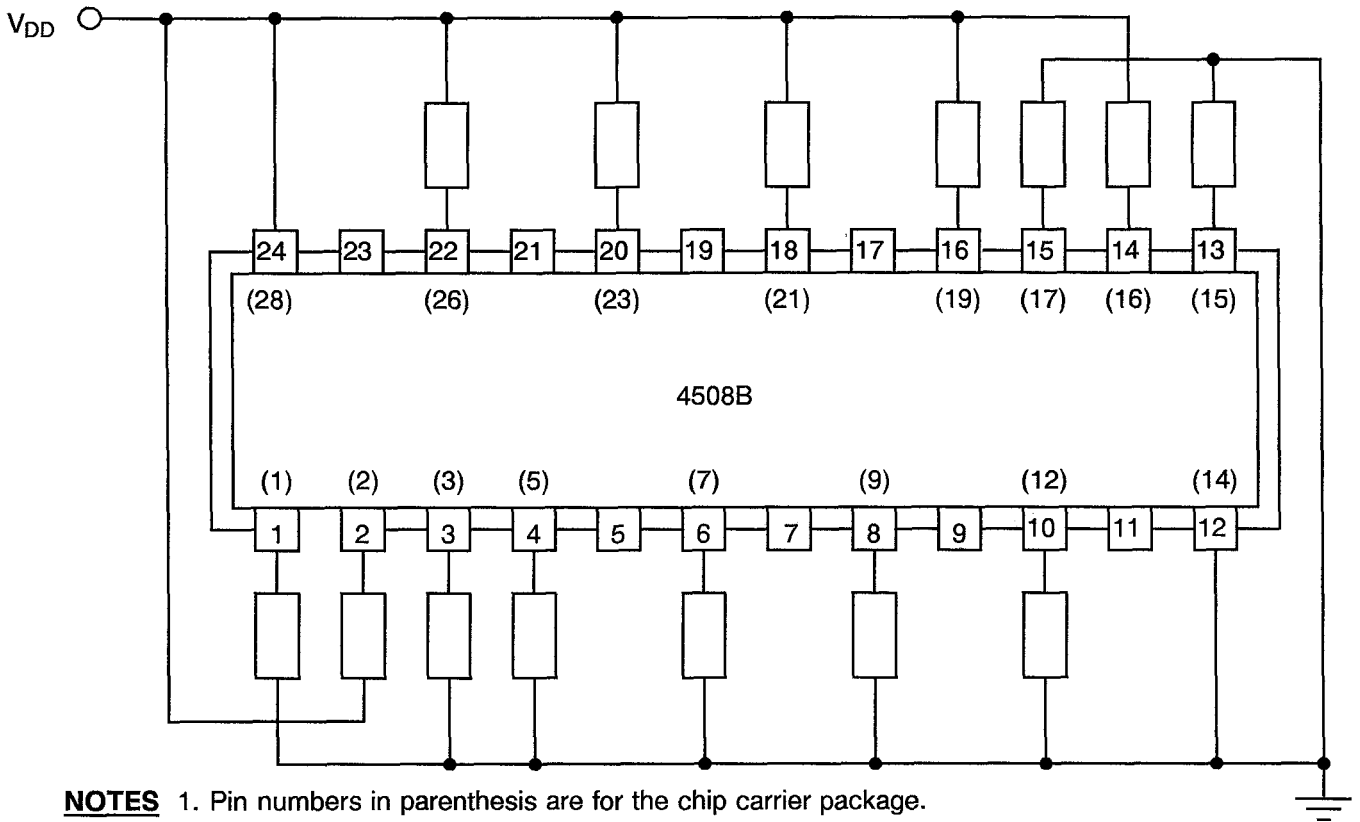 VDD
24 23 22 21 20 19 18 17 16 15 14 13
(28) (26) (23) (21) (19) (17) (16) (15)
4508B
(1) (2) (3) (5) (7) (9) (12) (14)
1 2 3 4 5 6 7 8 9 10 11 12
NOTES 1. Pin numbers in parenthesis are for the chip carrier package.